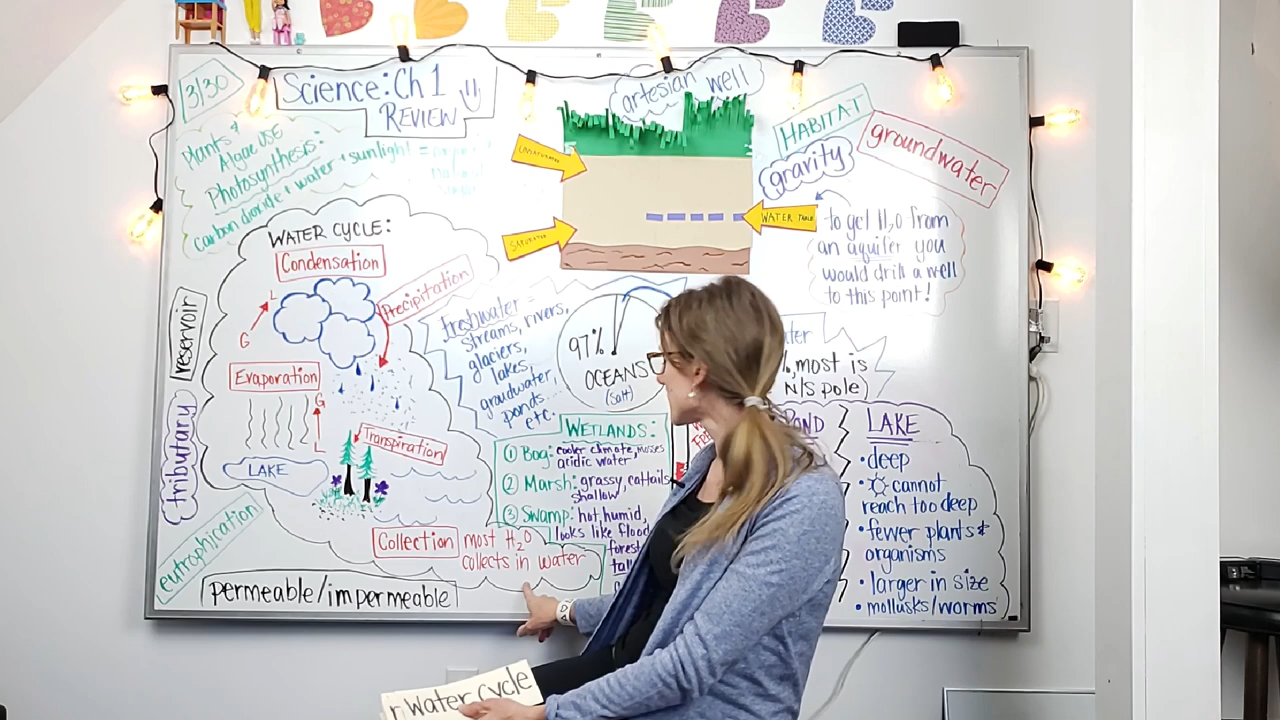 3/30
Science: Ch 1
REVIEW
Plants &
Algae USE
Photosynthesis:
carbon dioxide + water + sunlight =
WATER CYCLE:
Condensation
Precipitation
L
G
Evaporation
G
L
Transpiration
LAKE
Collection
most H2O
collects in water
reservoir
tributary
eutrophication
permeable/impermeable
artesian well
UNSATURATED
SATURATED
WATER TABLE
HABITAT
gravity
groundwater
to get H2O from
an aquifer you
would drill a well
to this point!
freshwater =
streams, rivers,
glaciers,
lakes,
groudwater,
ponds...
etc.
97%
OCEANS
(Salt)
most is
N/S pole)
WETLANDS:
① Bog: cooler climate, mosses
acidic water
② Marsh: grassy, cattails
shallow
③ Swamp: hot, humid,
looks like flood
forest
POND
LAKE
• deep
• cannot
reach too deep
• fewer plants &
organisms
• larger in size
• mollusks/worms
Water Cycle